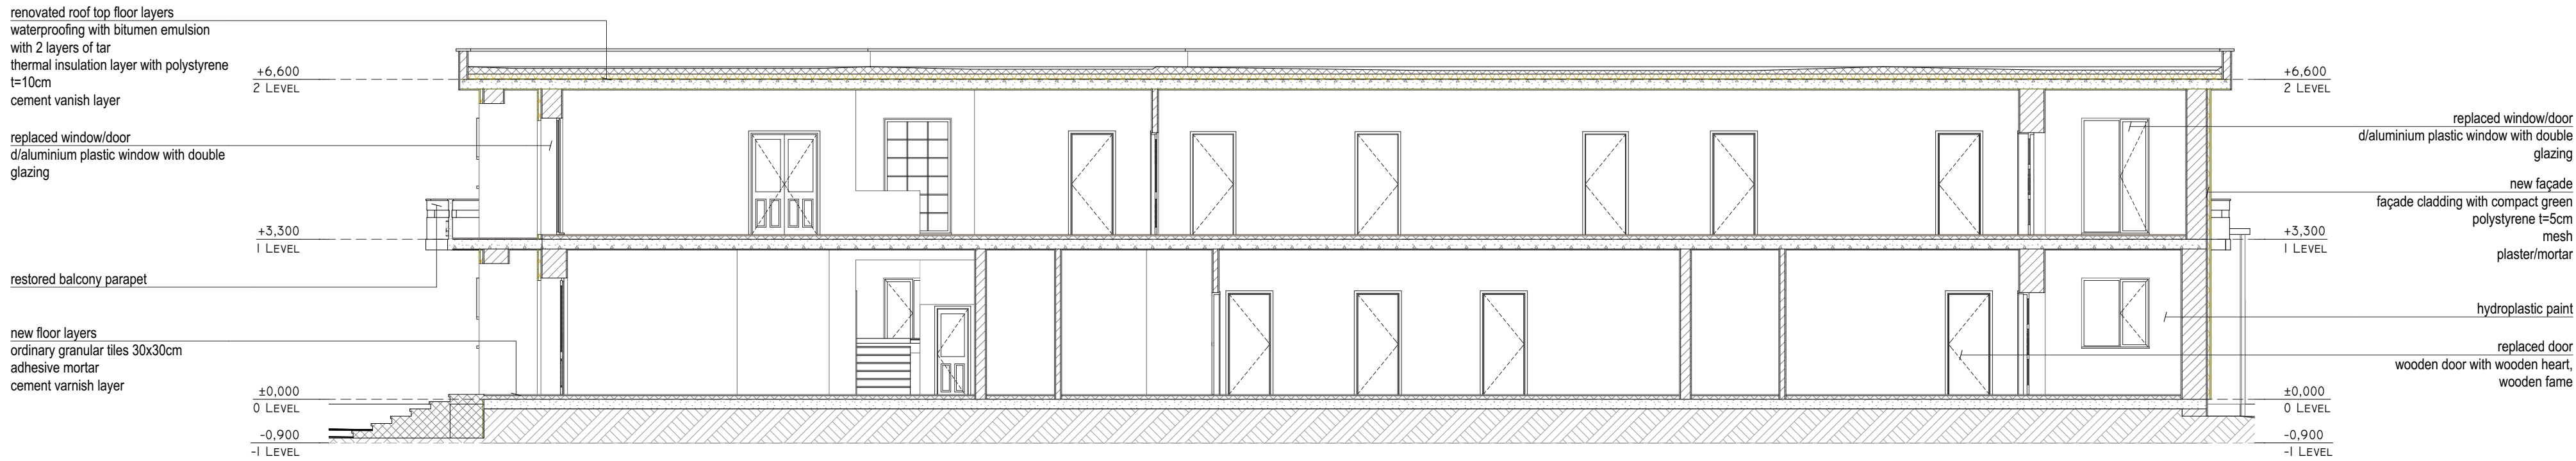 renovated roof top floor layers
waterproofing with bitumen emulsion
with 2 layers of tar
thermal insulation layer with polystyrene
t=10cm
cement vanish layer
+6,600
2 LEVEL
replaced window/door
d/aluminium plastic window with double
glazing
+3,300
1 LEVEL
restored balcony parapet
new floor layers
ordinary granular tiles 30x30cm
adhesive mortar
cement varnish layer
±0,000
0 LEVEL
-0,900
-1 LEVEL
+6,600
2 LEVEL
replaced window/door
d/aluminium plastic window with double
glazing
new façade
façade cladding with compact green
polystyrene t=5cm
mesh
plaster/mortar
+3,300
1 LEVEL
hydroplastic paint
replaced door
wooden door with wooden heart,
wooden fame
±0,000
0 LEVEL
-0,900
-1 LEVEL